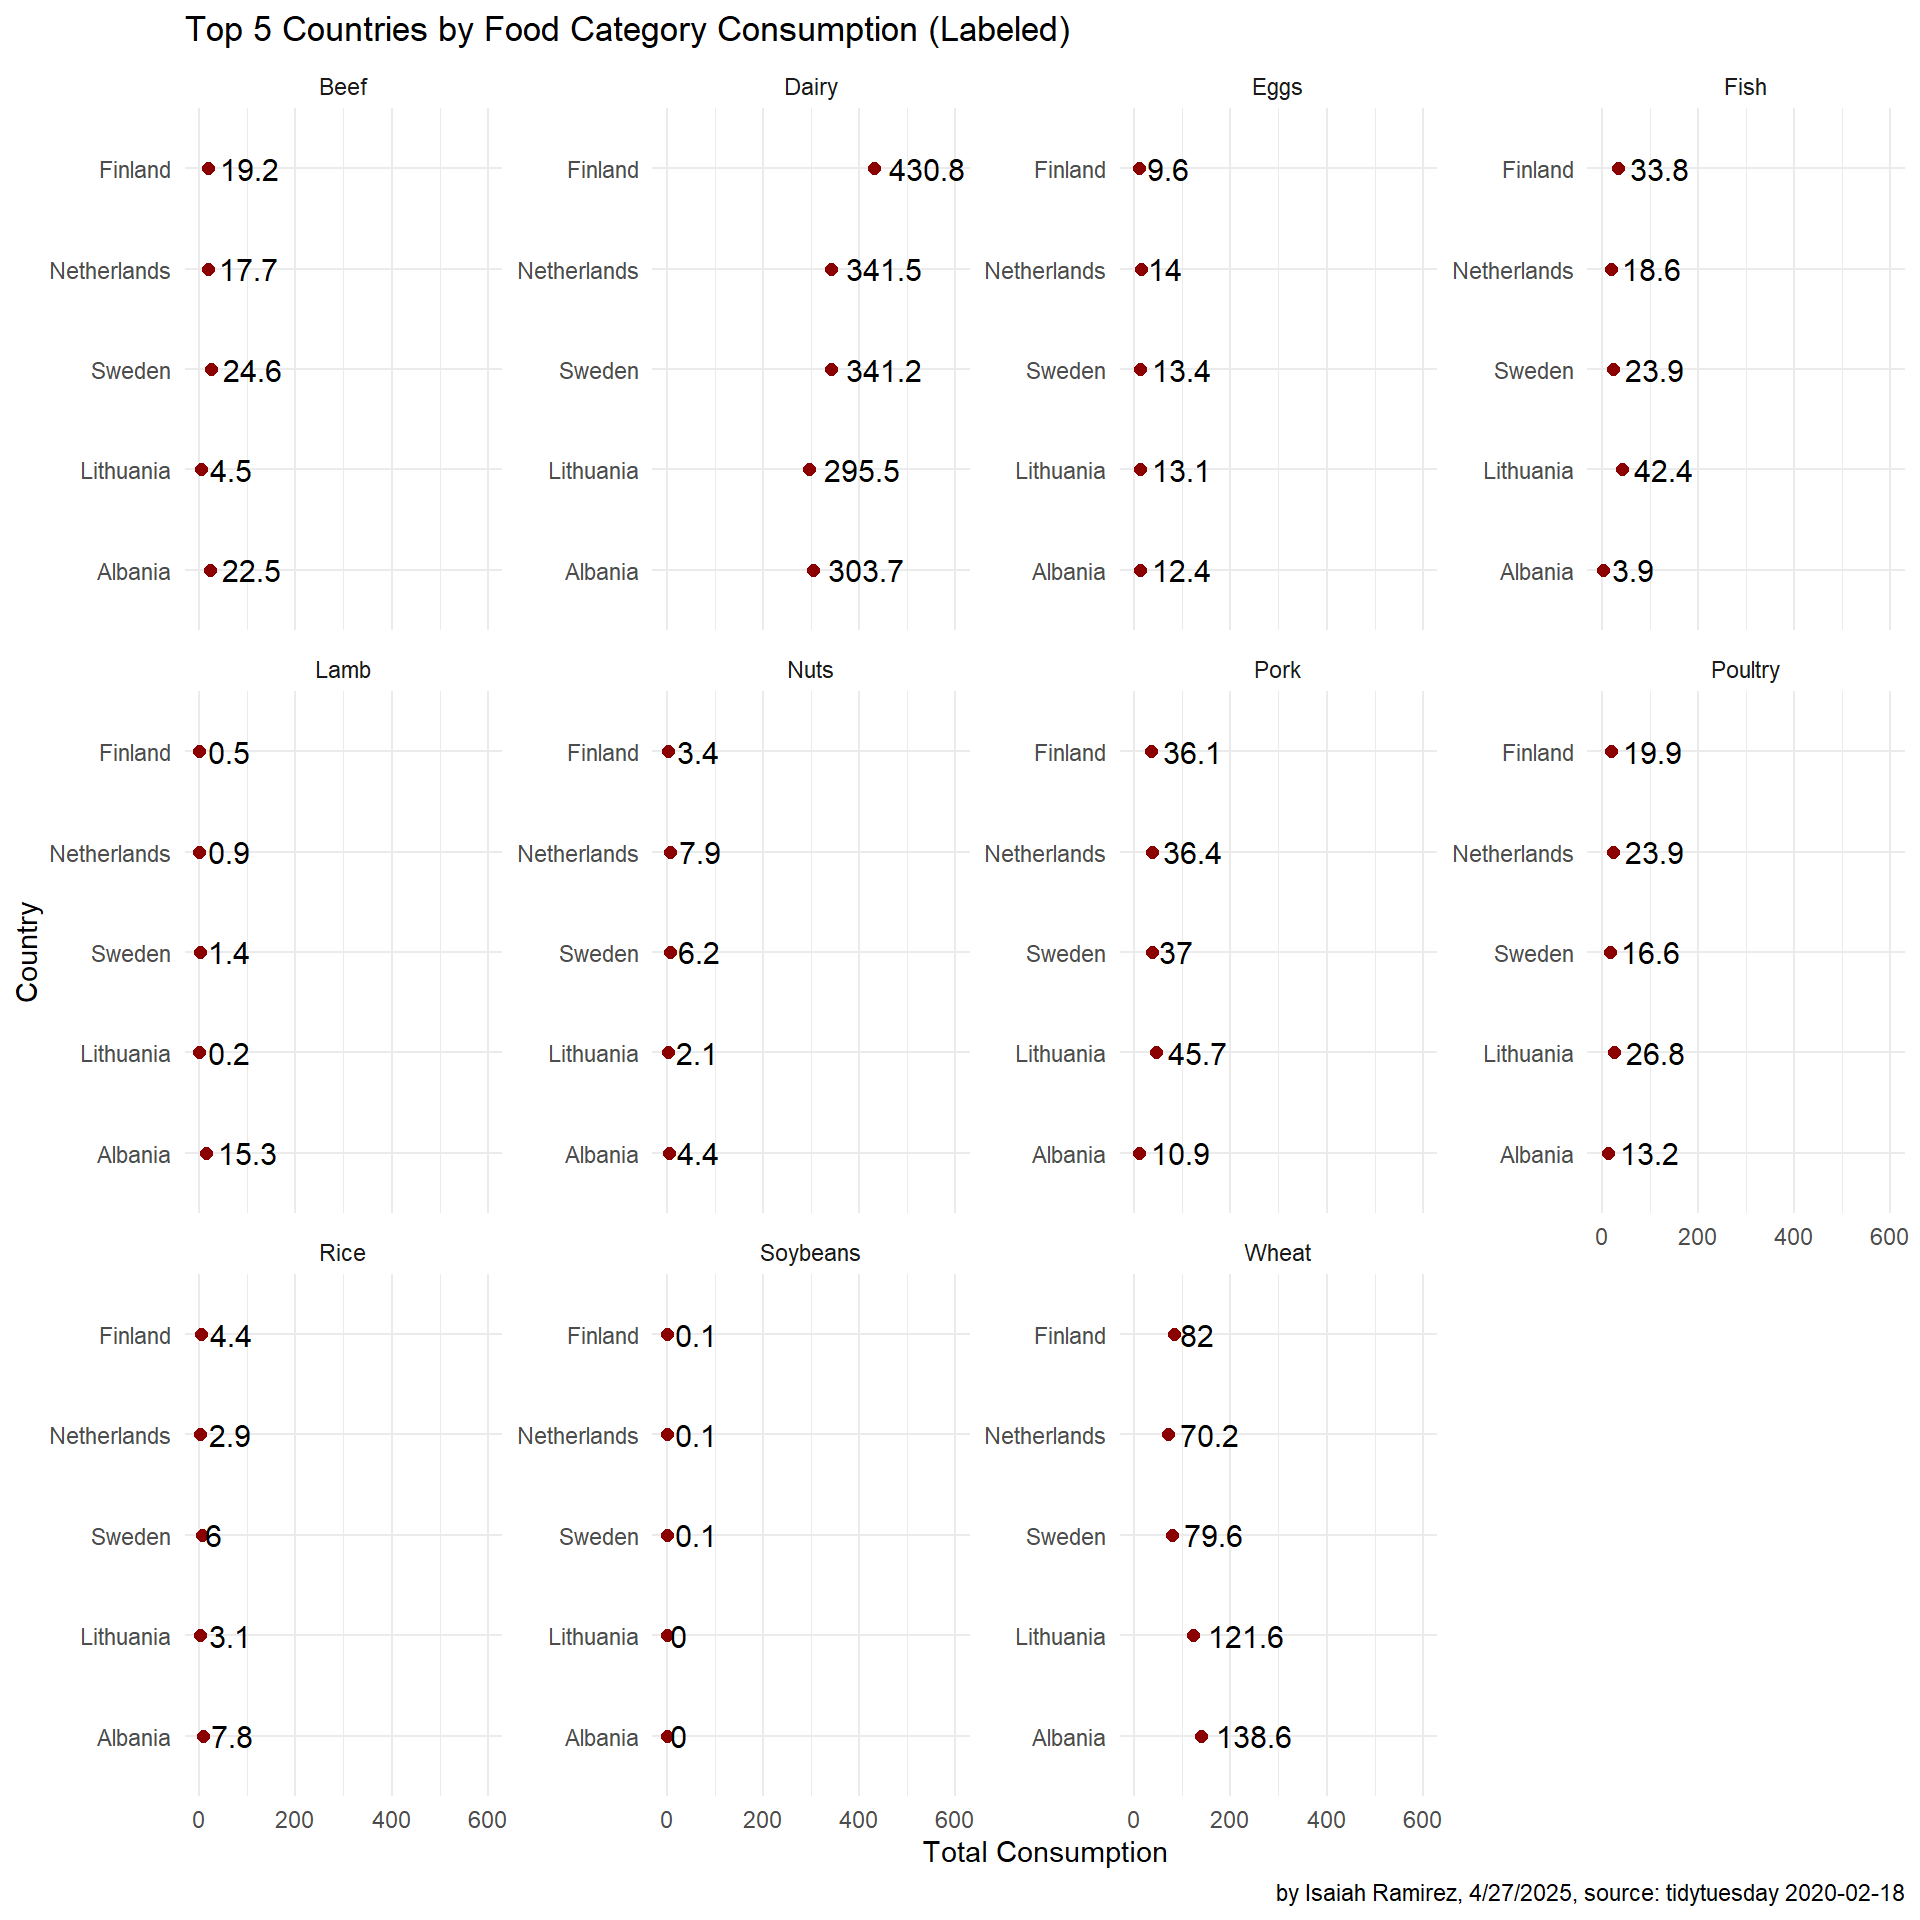 Top 5 Countries by Food Category Consumption (Labeled)
Beef
Finland 19.2
Netherlands 17.7
Sweden 24.6
Lithuania 4.5
Albania 22.5
Dairy
Finland 430.8
Netherlands 341.5
Sweden 341.2
Lithuania 295.5
Albania 303.7
Eggs
Finland 9.6
Netherlands 14
Sweden 13.4
Lithuania 13.1
Albania 12.4
Fish
Finland 33.8
Netherlands 18.6
Sweden 23.9
Lithuania 42.4
Albania 3.9
Country
Lamb
Finland 0.5
Netherlands 0.9
Sweden 1.4
Lithuania 0.2
Albania 15.3
Nuts
Finland 3.4
Netherlands 7.9
Sweden 6.2
Lithuania 2.1
Albania 4.4
Pork
Finland 36.1
Netherlands 36.4
Sweden 37
Lithuania 45.7
Albania 10.9
Poultry
Finland 19.9
Netherlands 23.9
Sweden 16.6
Lithuania 26.8
Albania 13.2
0 200 400 600
Rice
Finland 4.4
Netherlands 2.9
Sweden 6
Lithuania 3.1
Albania 7.8
0 200 400 600
Soybeans
Finland 0.1
Netherlands 0.1
Sweden 0.1
Lithuania 0
Albania 0
0 200 400 600
Wheat
Finland 82
Netherlands 70.2
Sweden 79.6
Lithuania 121.6
Albania 138.6
0 200 400 600
Total Consumption
by Isaiah Ramirez, 4/27/2025, source: tidytuesday 2020-02-18